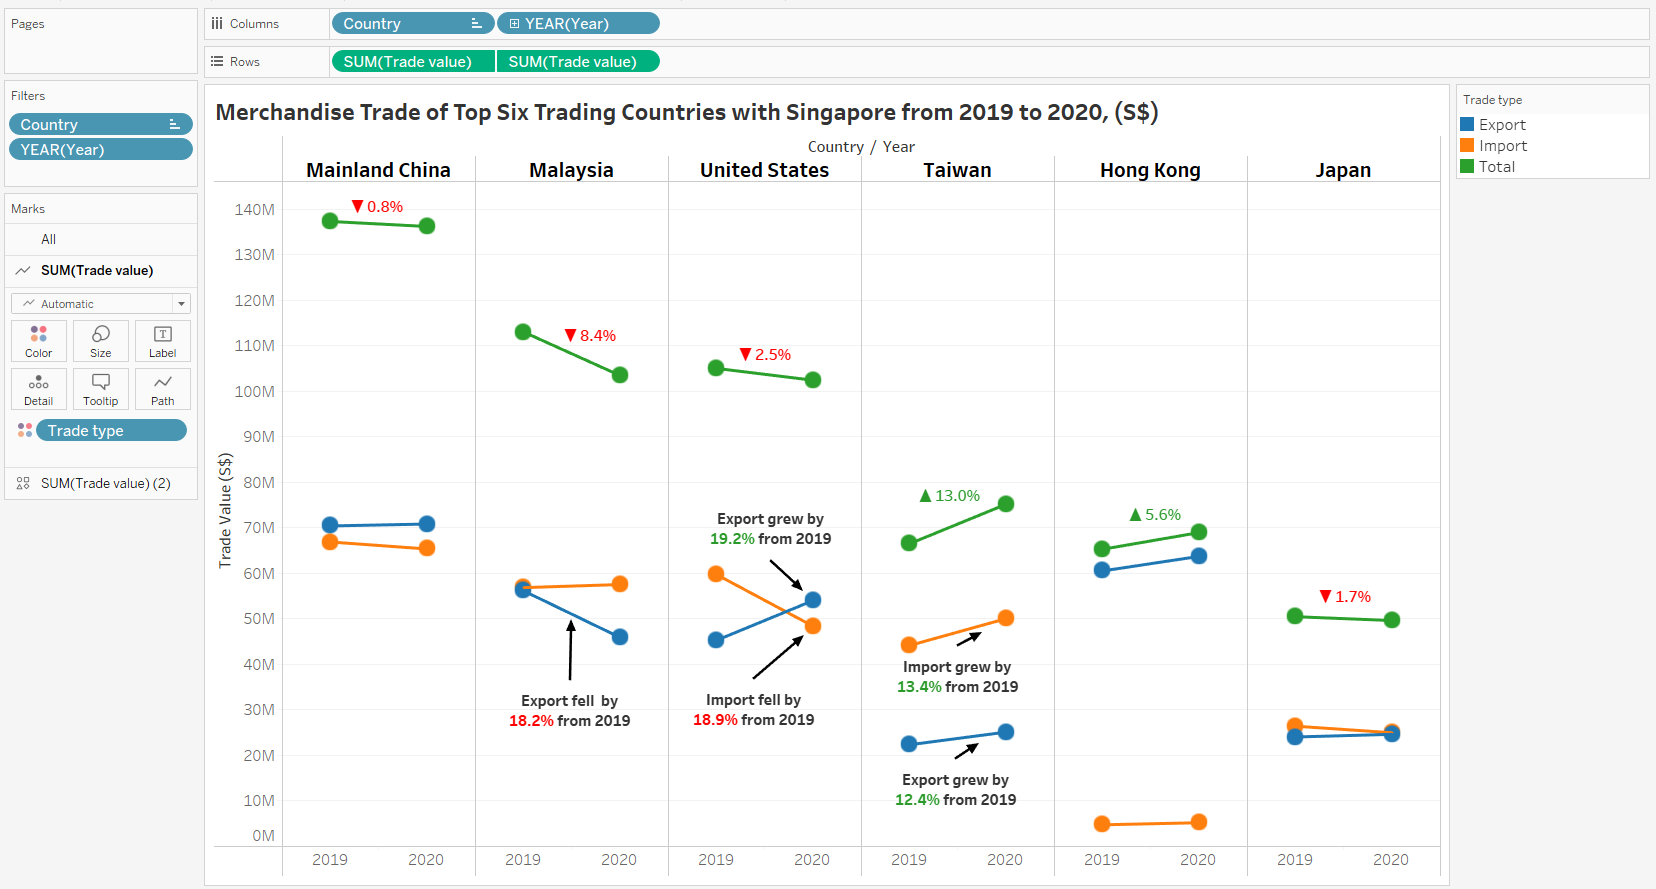 Pages
Columns
Country
YEAR(Year)
Rows
SUM(Trade value)
SUM(Trade value)
Filters
Country
YEAR(Year)
Marks
All
SUM(Trade value)
Automatic
Color
Size
Label
Detail
Tooltip
Path
Trade type
SUM(Trade value) (2)
Merchandise Trade of Top Six Trading Countries with Singapore from 2019 to 2020, (S$)
Country / Year
Mainland China
Malaysia
United States
Taiwan
Hong Kong
Japan
Trade Value (S$)
140M
130M
120M
110M
100M
90M
80M
70M
60M
50M
40M
30M
20M
10M
0M
▼ 0.8%
▼ 8.4%
▼ 2.5%
▲ 13.0%
▲ 5.6%
▼ 1.7%
Export grew by
19.2% from 2019
Export fell by
18.2% from 2019
Import fell by
18.9% from 2019
Import grew by
13.4% from 2019
Export grew by
12.4% from 2019
2019
2020
2019
2020
2019
2020
2019
2020
2019
2020
2019
2020
Trade type
Export
Import
Total